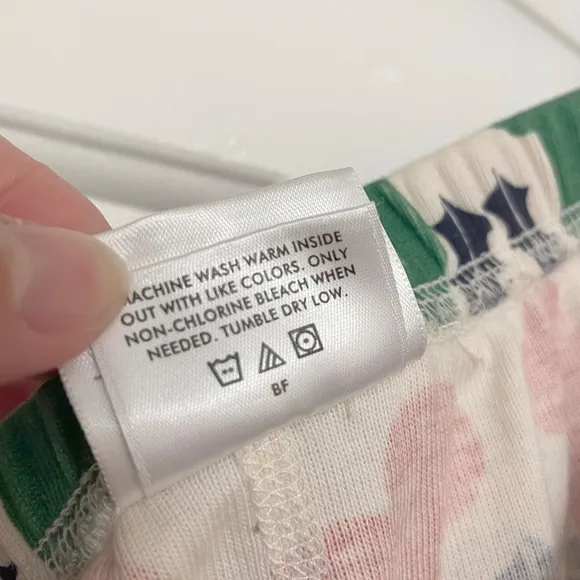 MACHINE WASH WARM INSIDE
OUT WITH LIKE COLORS. ONLY
NON-CHLORINE BLEACH WHEN
NEEDED. TUMBLE DRY LOW.
BF